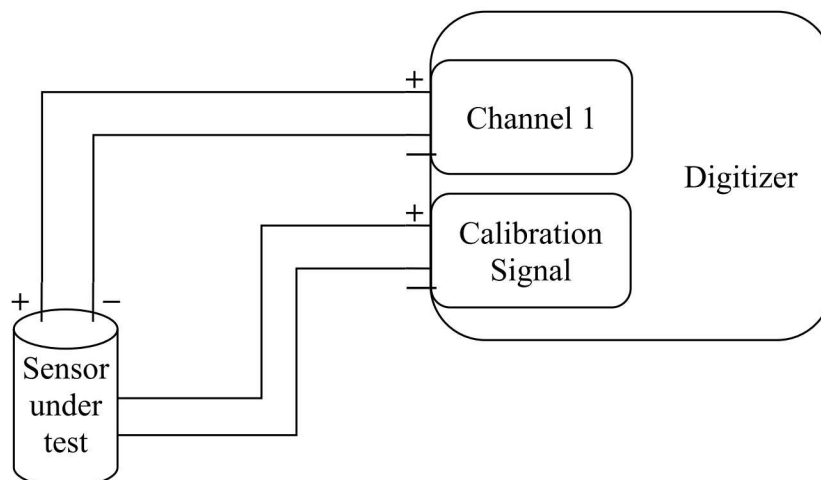 +
Channel 1
−
Digitizer
+
Calibration
Signal
−
+ −
Sensor
under
test